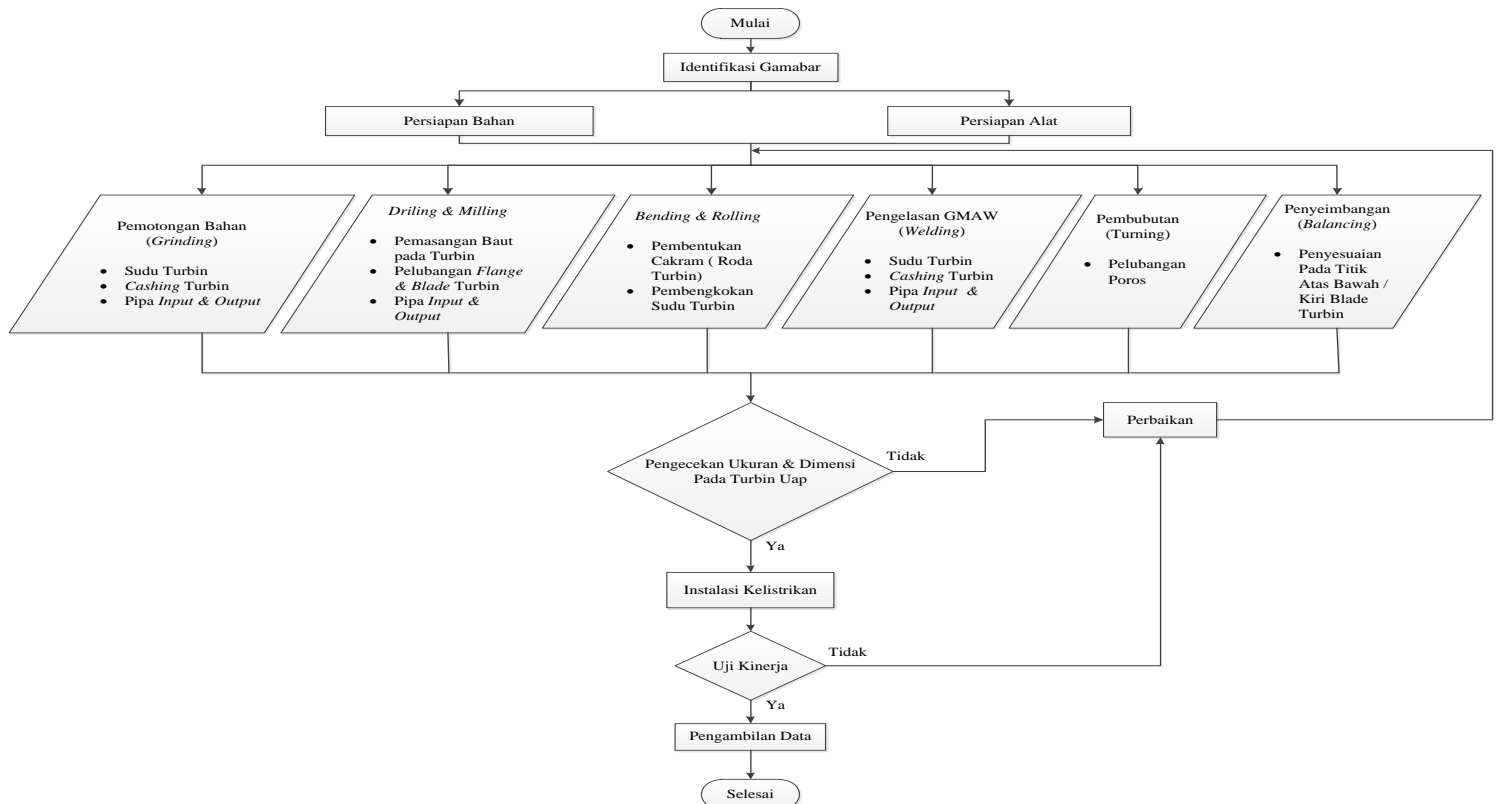 Mulai
Identifikasi Gamabar
Persiapan Bahan
Persiapan Alat
Pemotongan Bahan
(Grinding)
• Sudu Turbin
• Cashing Turbin
• Pipa Input & Output
Driling & Milling
• Pemasangan Baut
pada Turbin
• Pelubangan Flange
& Blade Turbin
• Pipa Input &
Output
Bending & Rolling
• Pembentukan
Cakram ( Roda
Turbin)
• Pembengkokan
Sudu Turbin
Pengelasan GMAW
(Welding)
• Sudu Turbin
• Cashing Turbin
• Pipa Input &
Output
Pembubutan
(Turning)
• Pelubangan
Poros
Penyeimbangan
(Balancing)
• Penyesuaian
Pada Titik
Atas Bawah /
Kiri Blade
Turbin
Pengecekan Ukuran & Dimensi
Pada Turbin Uap
Tidak
Perbaikan
Ya
Instalasi Kelistrikan
Uji Kinerja
Tidak
Ya
Pengambilan Data
Selesai